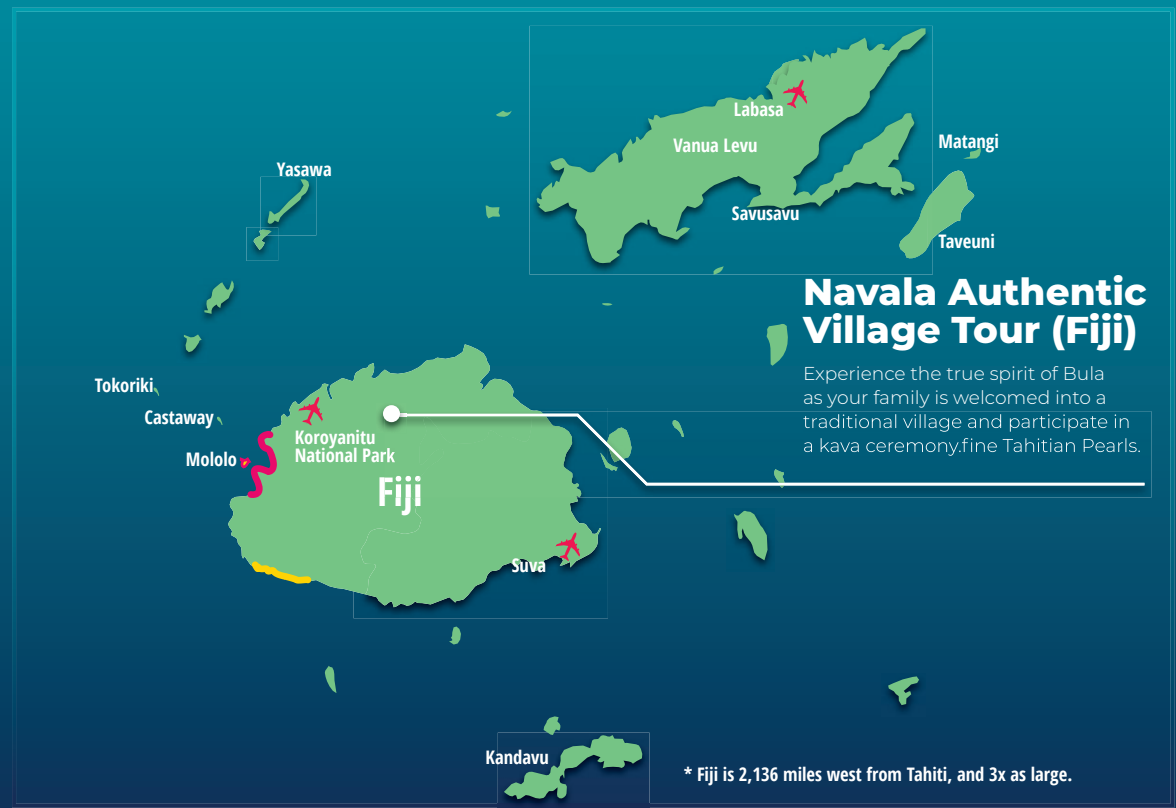 Labasa
Vanua Levu
Matangi
Yasawa
Savusavu
Taveuni
Navala Authentic
Village Tour (Fiji)
Experience the true spirit of Bula
as your family is welcomed into a
traditional village and participate in
a kava ceremony.fine Tahitian Pearls.
Tokoriki
Castaway
Koroyanitu
National Park
Mololo
Fiji
Suva
Kandavu
* Fiji is 2,136 miles west from Tahiti, and 3x as large.